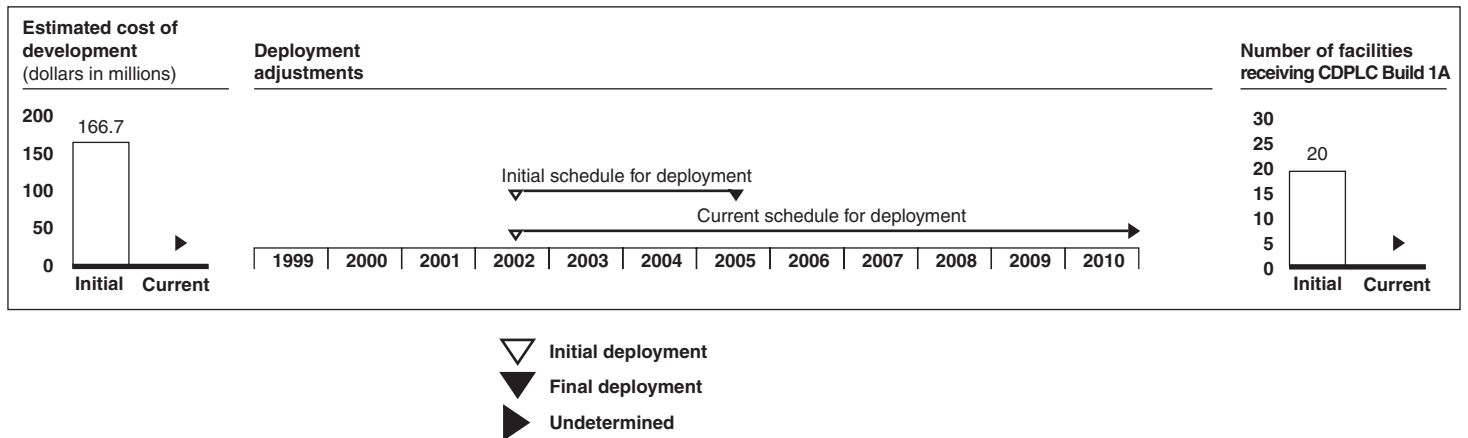 Estimated cost of
development
(dollars in millions)
200
150
100
50
0
166.7
Initial Current
Deployment
adjustments
Initial schedule for deployment
Current schedule for deployment
1999 2000 2001 2002 2003 2004 2005 2006 2007 2008 2009 2010
Number of facilities
receiving CDPLC Build 1A
30
25
20
15
10
5
0
20
Initial Current
Initial deployment
Final deployment
Undetermined